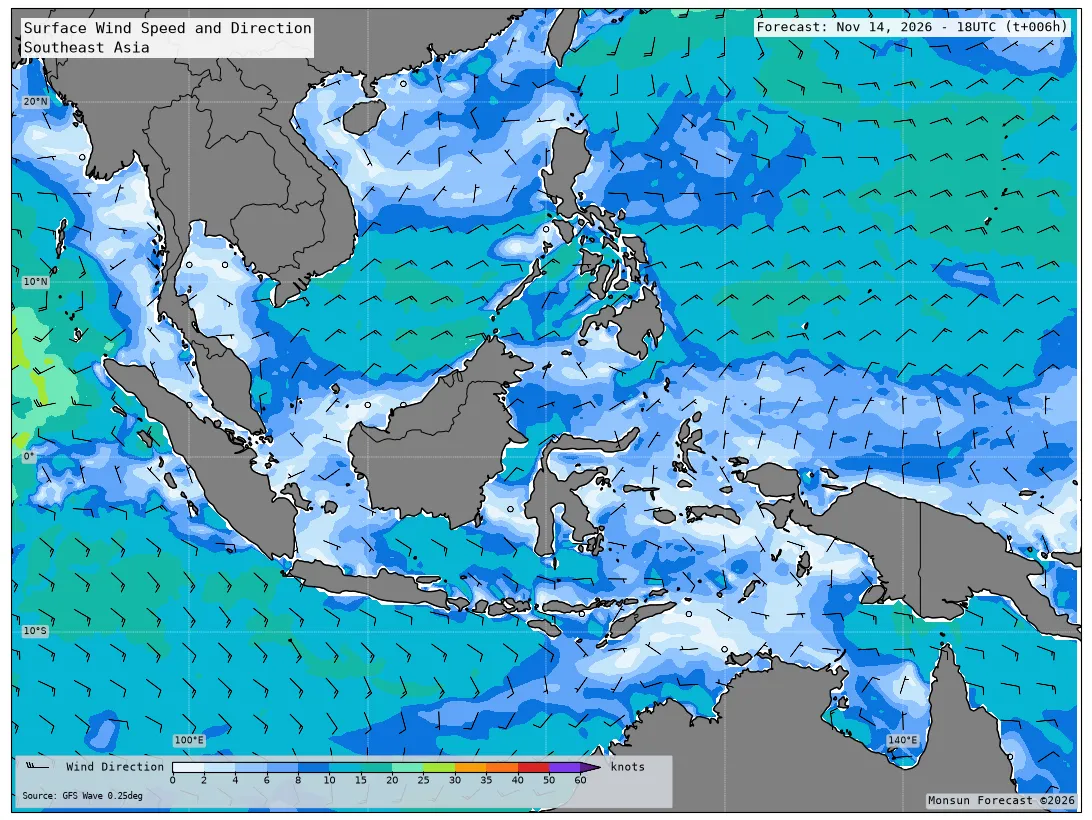 Surface Wind Speed and Direction
Southeast Asia
Forecast: Nov 14, 2026 - 18UTC (t+006h)
20°N
10°N
0°
10°S
100°E
140°E
Wind Direction
knots
0 2 4 6 8 10 15 20 25 30 35 40 50 60
Source: GFS Wave 0.25deg
Monsun Forecast ©2026